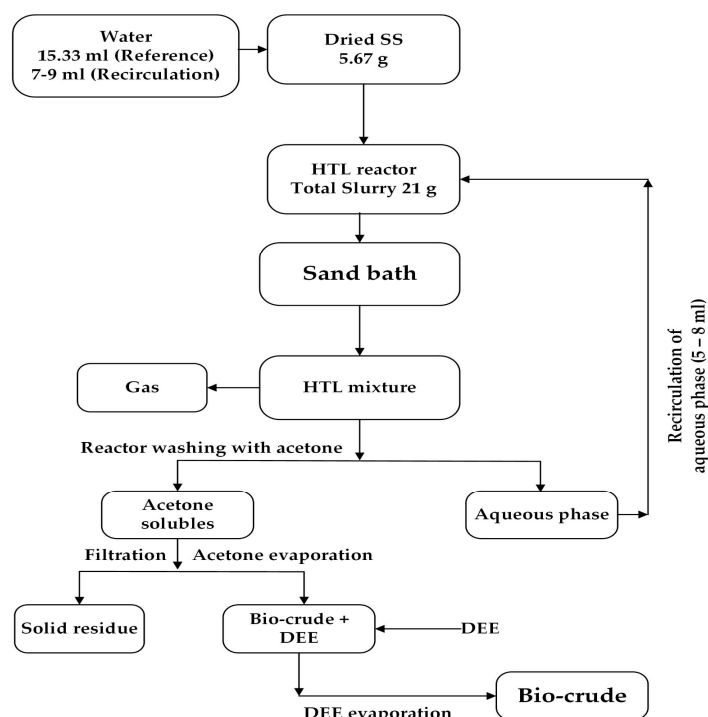 Water
15.33 ml (Reference)
7-9 ml (Recirculation)
Dried SS
5.67 g
HTL reactor
Total Slurry 21 g
Sand bath
Gas
HTL mixture
Recirculation of
aqueous phase (5 – 8 ml)
Reactor washing with acetone
Acetone
solubles
Aqueous phase
Filtration
Acetone evaporation
Solid residue
Bio-crude +
DEE
DEE
Bio-crude
DEE evaporation